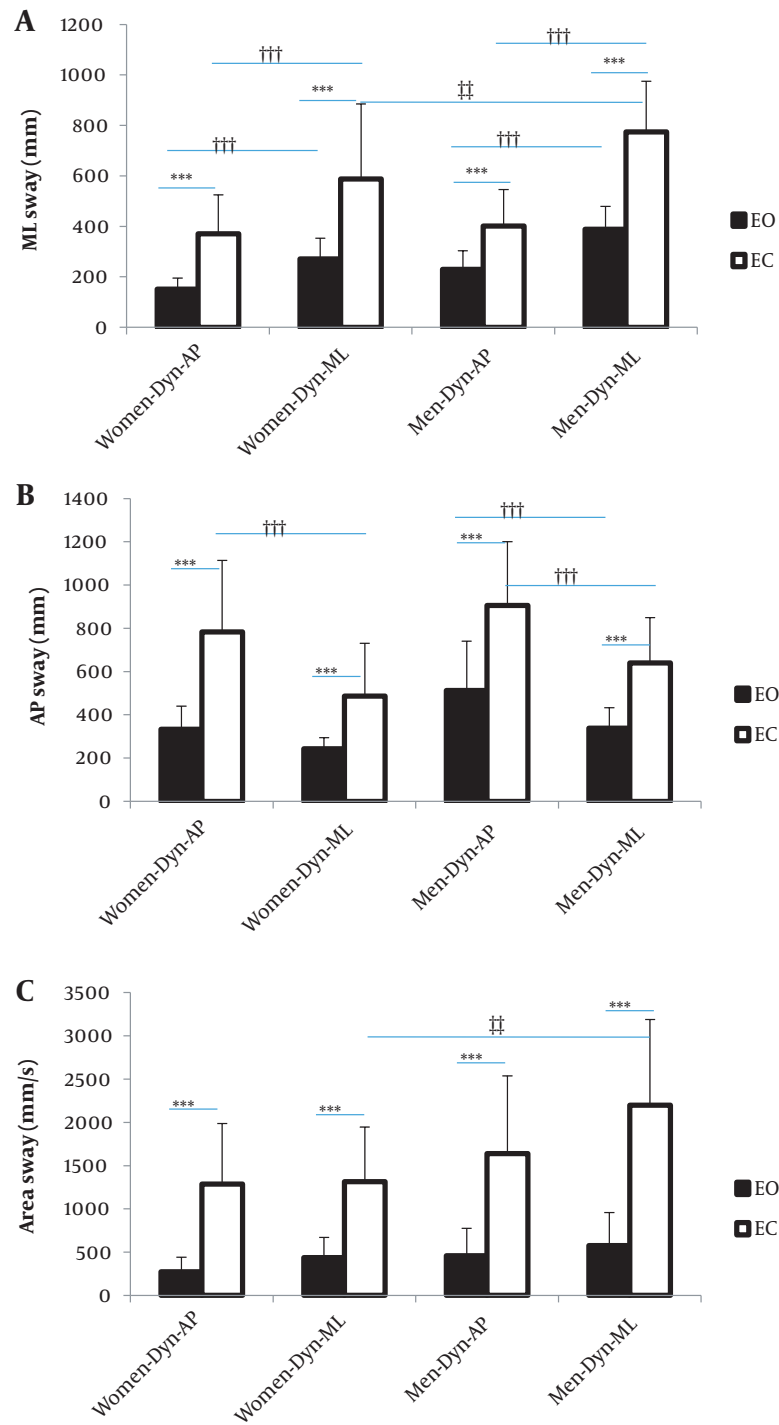 A
ML sway (mm)
1200
1000
800
600
400
200
0
†††
***
†††
***
‡‡
†††
***
†††
***
EO
EC
Women-Dyn-AP
Women-Dyn-ML
Men-Dyn-AP
Men-Dyn-ML
B
AP sway (mm)
1400
1200
1000
800
600
400
200
0
***
†††
***
†††
***
†††
***
EO
EC
Women-Dyn-AP
Women-Dyn-ML
Men-Dyn-AP
Men-Dyn-ML
C
Area sway (mm/s)
3500
3000
2500
2000
1500
1000
500
0
***
***
‡‡
***
***
EO
EC
Women-Dyn-AP
Women-Dyn-ML
Men-Dyn-AP
Men-Dyn-ML